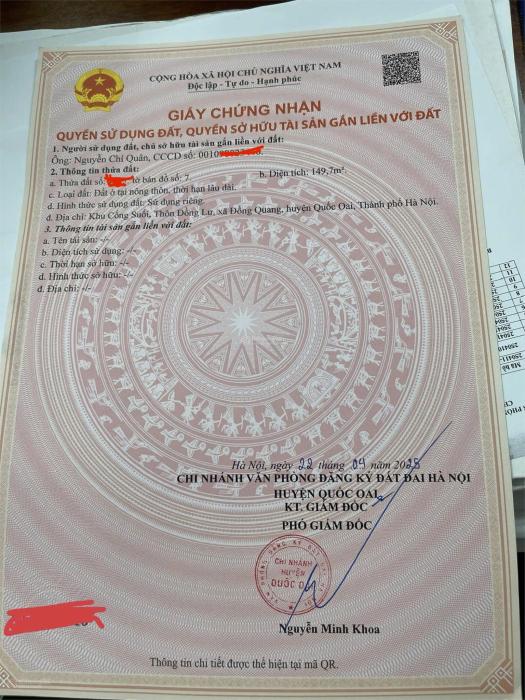 CỘNG HÒA XÃ HỘI CHỦ NGHĨA VIỆT NAM
Độc lập - Tự do - Hạnh phúc
GIẤY CHỨNG NHẬN
QUYỀN SỬ DỤNG ĐẤT, QUYỀN SỞ HỮU TÀI SẢN GẮN LIỀN VỚI ĐẤT
1. Người sử dụng đất, chủ sở hữu tài sản gắn liền với đất:
Ông: Nguyễn Chí Quân, CCCD số: 0010
2. Thông tin thửa đất:
a. Thửa đất số: tờ bản đồ số: 7. b. Diện tích: 149,7m².
c. Loại đất: Đất ở tại nông thôn, thời hạn lâu dài.
d. Hình thức sử dụng đất: Sử dụng riêng.
đ. Địa chỉ: Khu Cổng Suối, Thôn Dông Lư, xã Đồng Quang, huyện Quốc Oai, Thành phố Hà Nội.
3. Thông tin tài sản gắn liền với đất:
a. Tên tài sản: -/-
b. Diện tích sử dụng: -/-
c. Thời hạn sở hữu: -/-
d. Hình thức sở hữu: -/-
đ. Địa chỉ: -/-
Hà Nội, ngày 22 tháng 04 năm 2025
CHI NHÁNH VĂN PHÒNG ĐĂNG KÝ ĐẤT ĐAI HÀ NỘI
HUYỆN QUỐC OAI
KT. GIÁM ĐỐC
PHÓ GIÁM ĐỐC
CHI NHÁNH
HUYỆN
QUỐC OAI
Nguyễn Minh Khoa
Thông tin chi tiết được thể hiện tại mã QR.